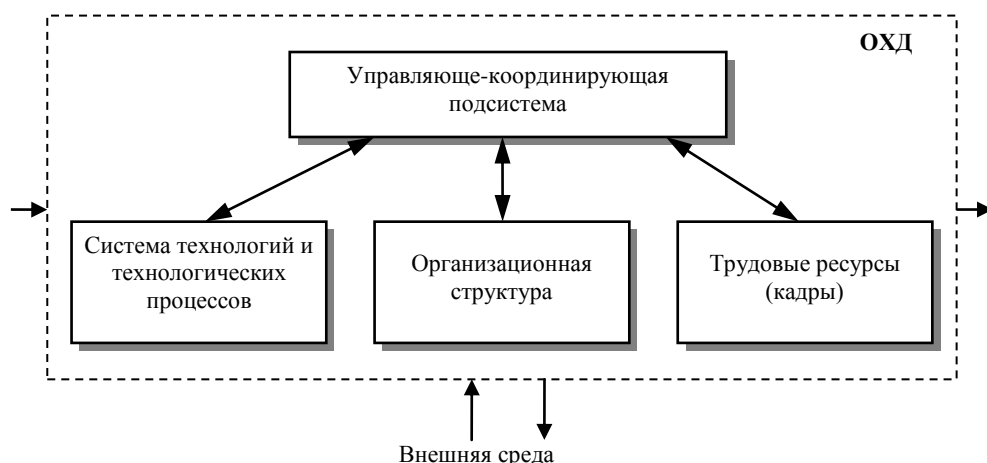 ОХД
Управляюще-координирующая
подсистема
Система технологий и
технологических
процессов
Организационная
структура
Трудовые ресурсы
(кадры)
Внешняя среда